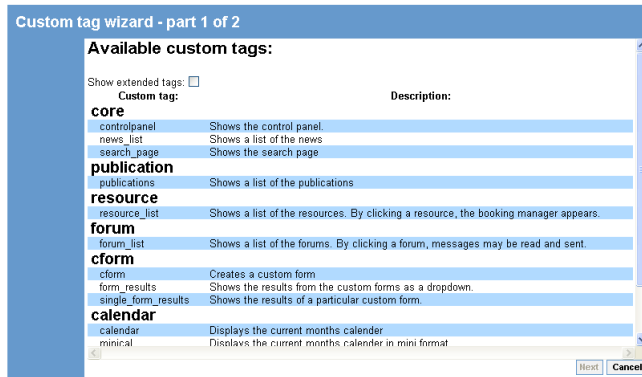 Custom tag wizard - part 1 of 2
Available custom tags:
Show extended tags:
Custom tag: Description:
core
controlpanel Shows the control panel.
news_list Shows a list of the news
search_page Shows the search page
publication
publications Shows a list of the publications
resource
resource_list Shows a list of the resources. By clicking a resource, the booking manager appears.
forum
forum_list Shows a list of the forums. By clicking a forum, messages may be read and sent.
cform
cform Creates a custom form
form_results Shows the results from the custom forms as a dropdown.
single_form_results Shows the results of a particular custom form.
calendar
calendar Displays the current months calender
minical Displays the current months calender in mini format
Next Cancel